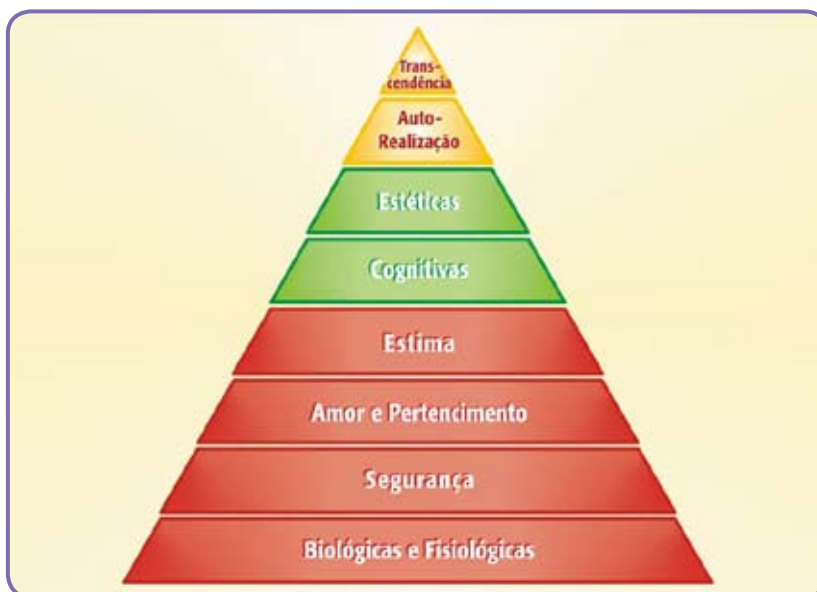 Trans-
cendência
Auto-
Realização
Estéticas
Cognitivas
Estima
Amor e Pertencimento
Segurança
Biológicas e Fisiológicas